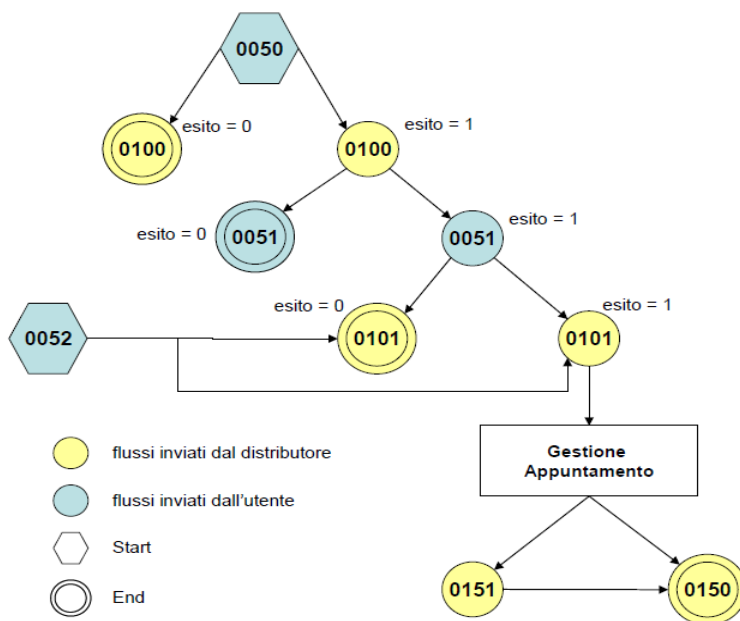 0050
esito = 0
0100
0100
esito = 1
esito = 0
0051
0051
esito = 1
esito = 0
esito = 1
0052
0101
0101
Gestione
Appuntamento
flussi inviati dal distributore
flussi inviati dall'utente
Start
End
0151
0150